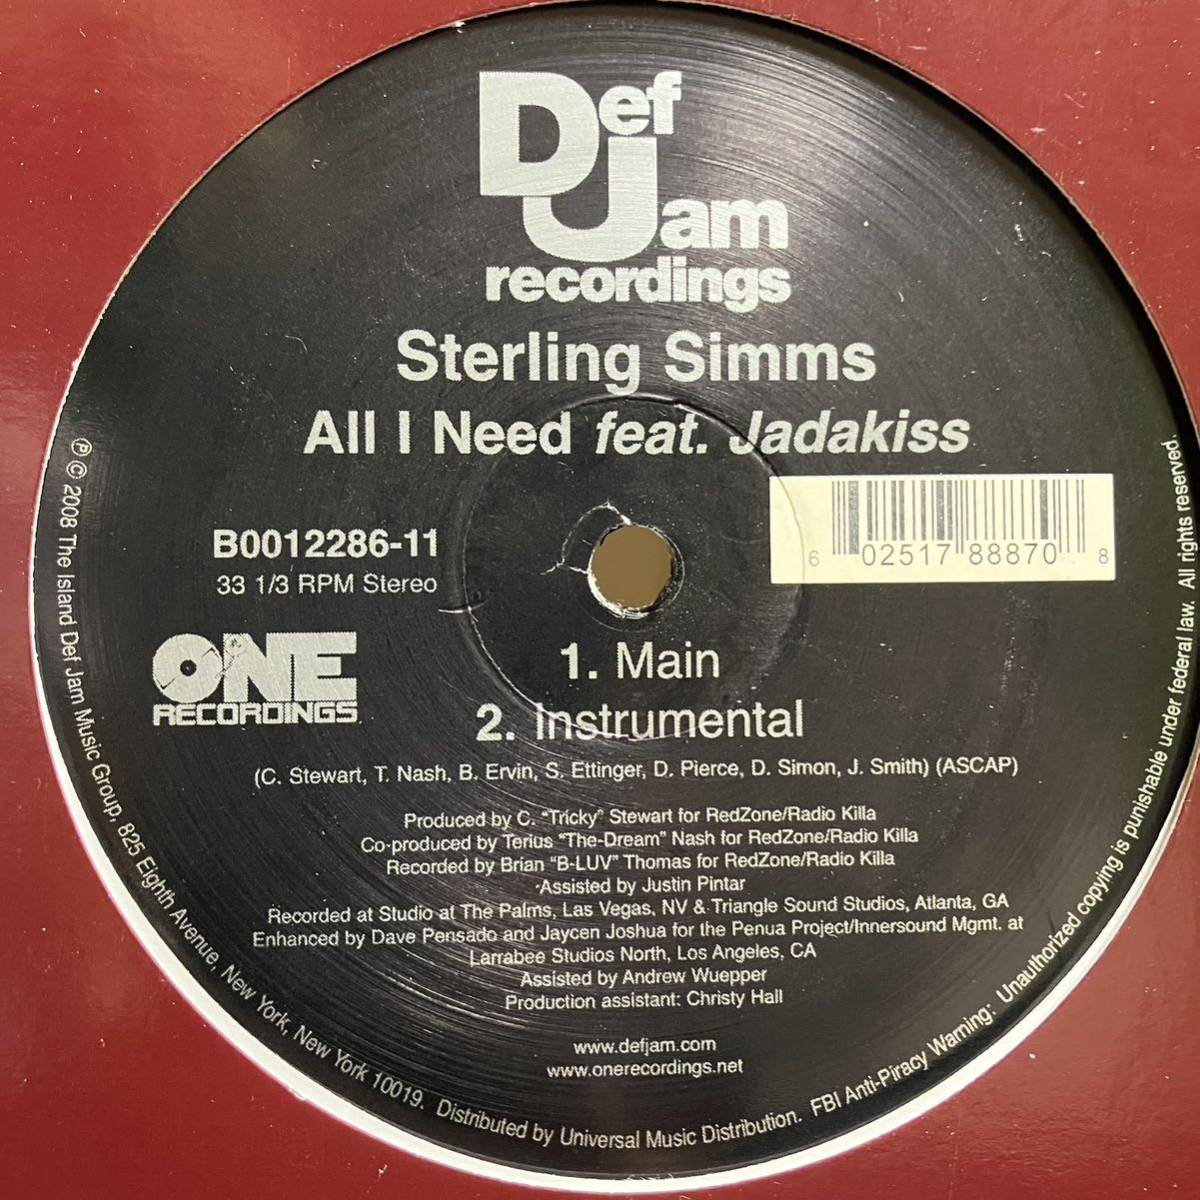 Def
Jam
recordings
Sterling Simms
All I Need feat. Jadakiss
B0012286-11
33 1/3 RPM Stereo
6 02517 88870 8
ONE
RECORDINGS
1. Main
2. Instrumental
(C. Stewart, T. Nash, B. Ervin, S. Ettinger, D. Pierce, D. Simon, J. Smith) (ASCAP)
Produced by C. "Tricky" Stewart for RedZone/Radio Killa
Co-produced by Terius "The-Dream" Nash for RedZone/Radio Killa
Recorded by Brian "B-LUV" Thomas for RedZone/Radio Killa
Assisted by Justin Pintar
Recorded at Studio at The Palms, Las Vegas, NV & Triangle Sound Studios, Atlanta, GA
Enhanced by Dave Pensado and Jaycen Joshua for the Penua Project/Innersound Mgmt. at
Larrabee Studios North, Los Angeles, CA
Assisted by Andrew Wuepper
Production assistant: Christy Hall
www.defjam.com
www.onerecordings.net
℗ © 2008 The Island Def Jam Music Group, 825 Eighth Avenue, New York, New York 10019. Distributed by Universal Music Distribution. FBI Anti-Piracy Warning: Unauthorized copying is punishable under federal law. All rights reserved.